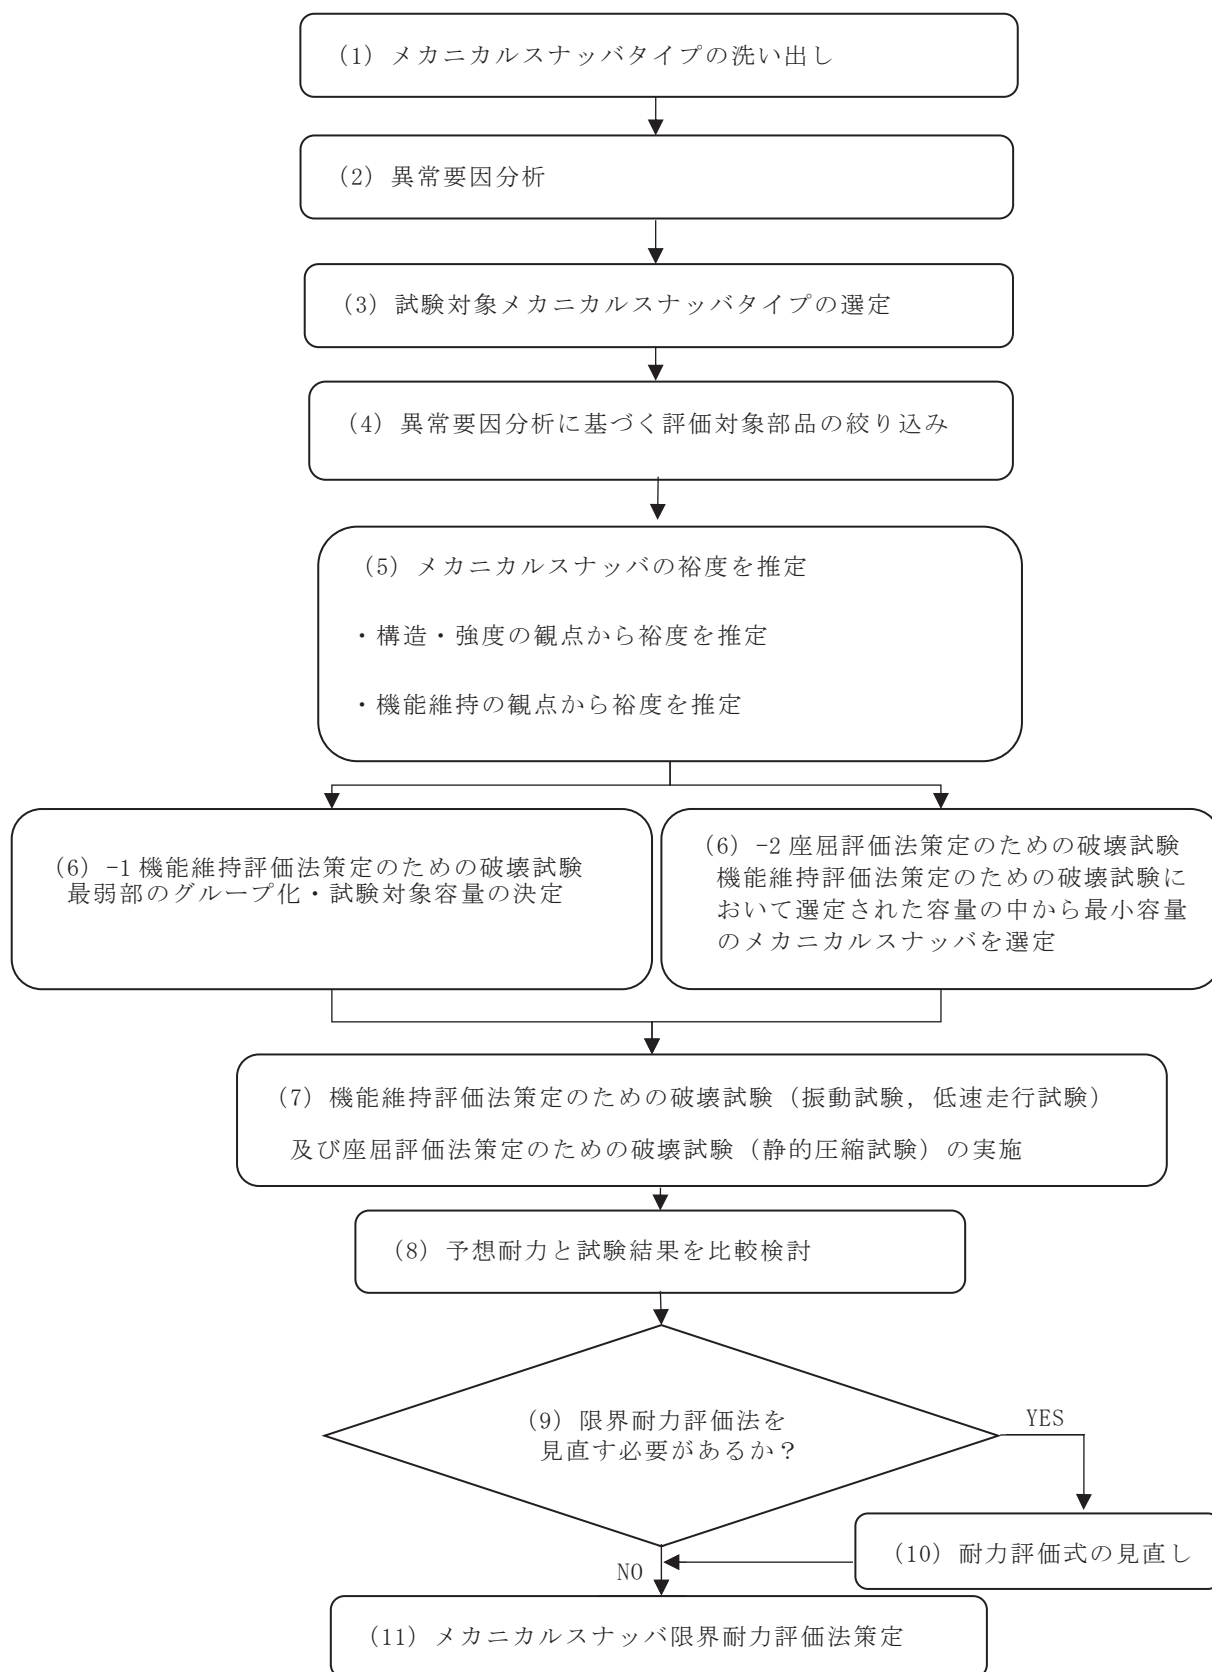 (1) メカニカルスナッバタイプの洗い出し
(2) 異常要因分析
(3) 試験対象メカニカルスナッバタイプの選定
(4) 異常要因分析に基づく評価対象部品の絞り込み
(5) メカニカルスナッバの裕度を推定
・構造・強度の観点から裕度を推定
・機能維持の観点から裕度を推定
(6) -1 機能維持評価法策定のための破壊試験
最弱部のグループ化・試験対象容量の決定
(6) -2 座屈評価法策定のための破壊試験
機能維持評価法策定のための破壊試験に
おいて選定された容量の中から最小容量
のメカニカルスナッバを選定
(7) 機能維持評価法策定のための破壊試験(振動試験,低速走行試験)
及び座屈評価法策定のための破壊試験(静的圧縮試験)の実施
(8) 予想耐力と試験結果を比較検討
(9) 限界耐力評価法を
見直す必要があるか?
YES
(10) 耐力評価式の見直し
NO
(11) メカニカルスナッバ限界耐力評価法策定